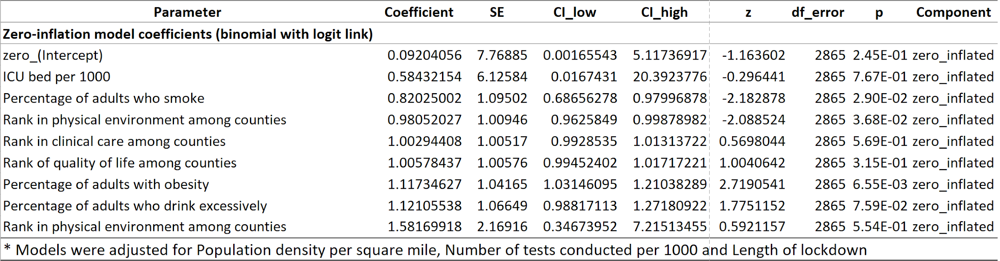 Parameter Coefficient SE CI_low CI_high z df_error p Component
Zero-inflation model coefficients (binomial with logit link)
zero_(Intercept) 0.09204056 7.76885 0.00165543 5.11736917 -1.163602 2865 2.45E-01 zero_inflated
ICU bed per 1000 0.58432154 6.12584 0.0167431 20.3923776 -0.296441 2865 7.67E-01 zero_inflated
Percentage of adults who smoke 0.82025002 1.09502 0.68656278 0.97996878 -2.182878 2865 2.90E-02 zero_inflated
Rank in physical environment among counties 0.98052027 1.00946 0.9625849 0.99878982 -2.088524 2865 3.68E-02 zero_inflated
Rank in clinical care among counties 1.00294408 1.00517 0.9928535 1.01313722 0.5698044 2865 5.69E-01 zero_inflated
Rank of quality of life among counties 1.00578437 1.00576 0.99452402 1.01717221 1.0040642 2865 3.15E-01 zero_inflated
Percentage of adults with obesity 1.11734627 1.04165 1.03146095 1.21038289 2.7190541 2865 6.55E-03 zero_inflated
Percentage of adults who drink excessively 1.12105538 1.06649 0.98817113 1.27180922 1.7751152 2865 7.59E-02 zero_inflated
Rank in physical environment among counties 1.58169918 2.16916 0.34673952 7.21513455 0.5921157 2865 5.54E-01 zero_inflated
* Models were adjusted for Population density per square mile, Number of tests conducted per 1000 and Length of lockdown